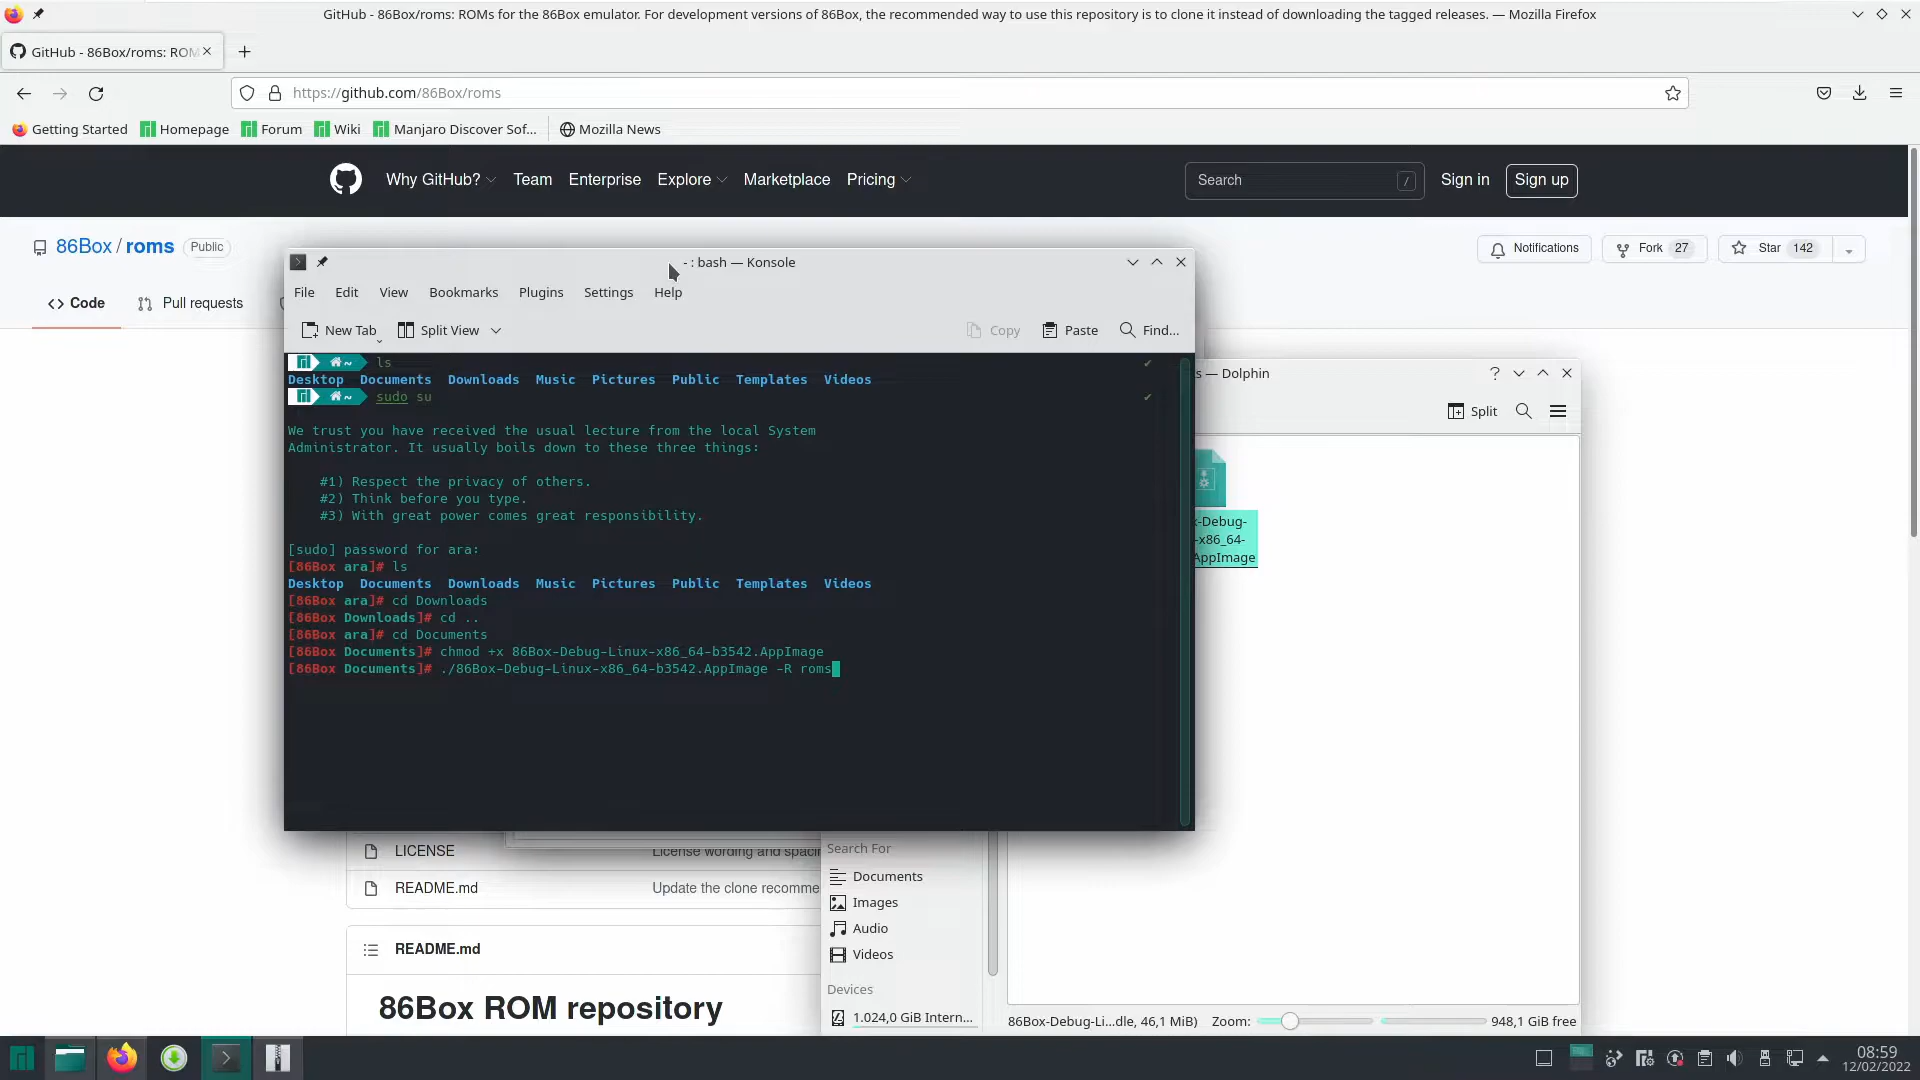 GitHub - 86Box/roms: ROMs for the 86Box emulator. For development versions of 86Box, the recommended way to use this repository is to clone it instead of downloading the tagged releases. — Mozilla Firefox
GitHub - 86Box/roms: ROM
https://github.com/86Box/roms
Getting Started Homepage Forum Wiki Manjaro Discover Sof... Mozilla News
Why GitHub? Team Enterprise Explore Marketplace Pricing Search / Sign in Sign up
86Box / roms Public
Notifications Fork 27 Star 142
Code Pull requests
- : bash — Konsole
File Edit View Bookmarks Plugins Settings Help
New Tab Split View Copy Paste Find...
~ ls
Desktop Documents Downloads Music Pictures Public Templates Videos
~ sudo su
We trust you have received the usual lecture from the local System
Administrator. It usually boils down to these three things:
#1) Respect the privacy of others.
#2) Think before you type.
#3) With great power comes great responsibility.
[sudo] password for ara:
[86Box ara]# ls
Desktop Documents Downloads Music Pictures Public Templates Videos
[86Box ara]# cd Downloads
[86Box Downloads]# cd ..
[86Box ara]# cd Documents
[86Box Documents]# chmod +x 86Box-Debug-Linux-x86_64-b3542.AppImage
[86Box Documents]# ./86Box-Debug-Linux-x86_64-b3542.AppImage -R roms
s — Dolphin
Split
x-Debug-
-x86_64-
AppImage
LICENSE License wording and spacin
README.md Update the clone recomme
README.md
86Box ROM repository
Search For
Documents
Images
Audio
Videos
Devices
1.024,0 GiB Intern...
86Box-Debug-Li...dle, 46,1 MiB) Zoom: 948,1 GiB free
08:59
12/02/2022